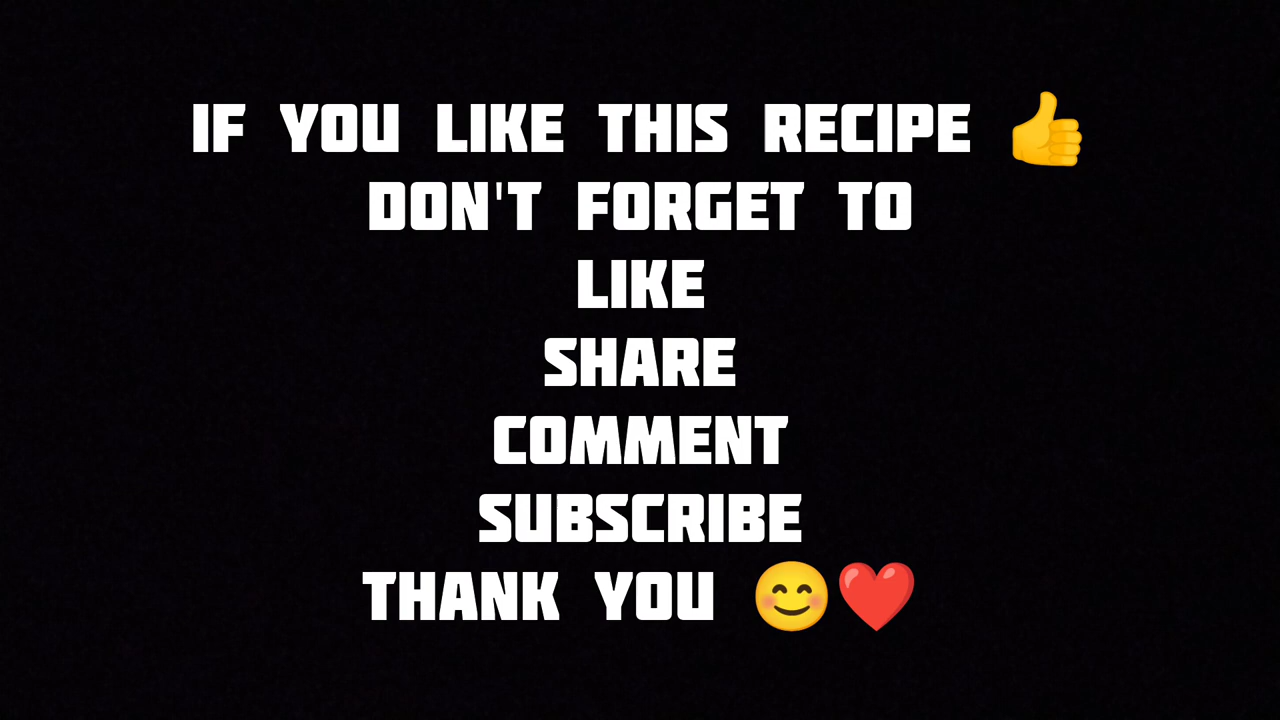 IF YOU LIKE THIS RECIPE 👍
DON'T FORGET TO
LIKE
SHARE
COMMENT
SUBSCRIBE
THANK YOU 😊❤️